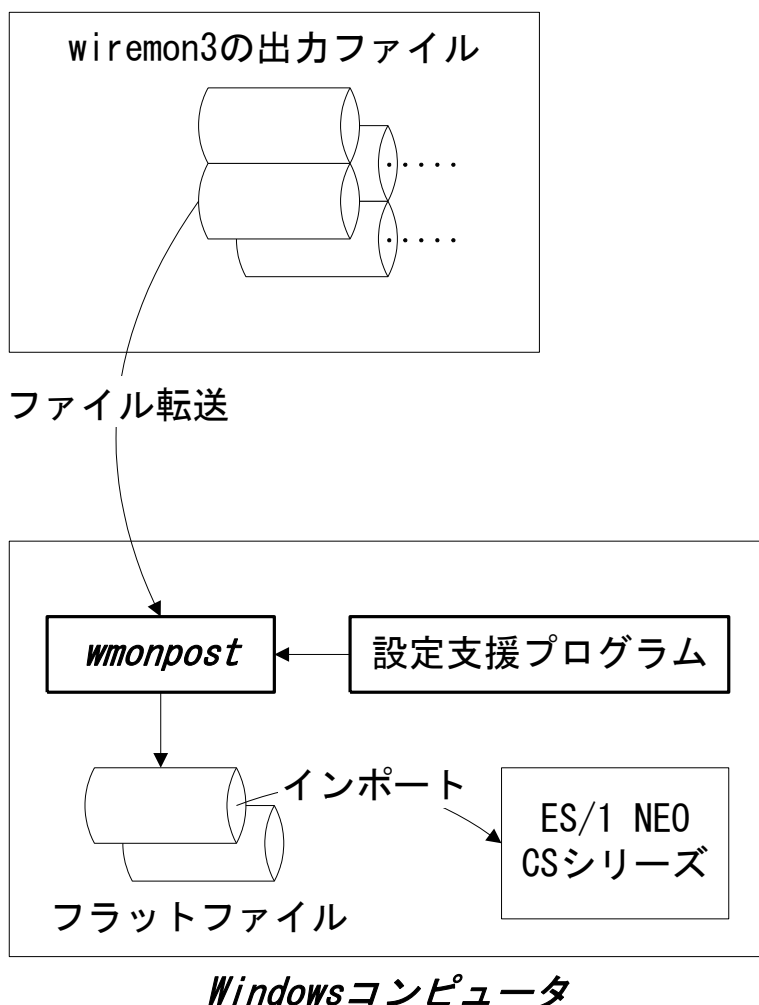 wiremon3の出力ファイル
ファイル転送
wmonpost
設定支援プログラム
インポート
ES/1 NEO
CSシリーズ
フラットファイル
Windowsコンピュータ